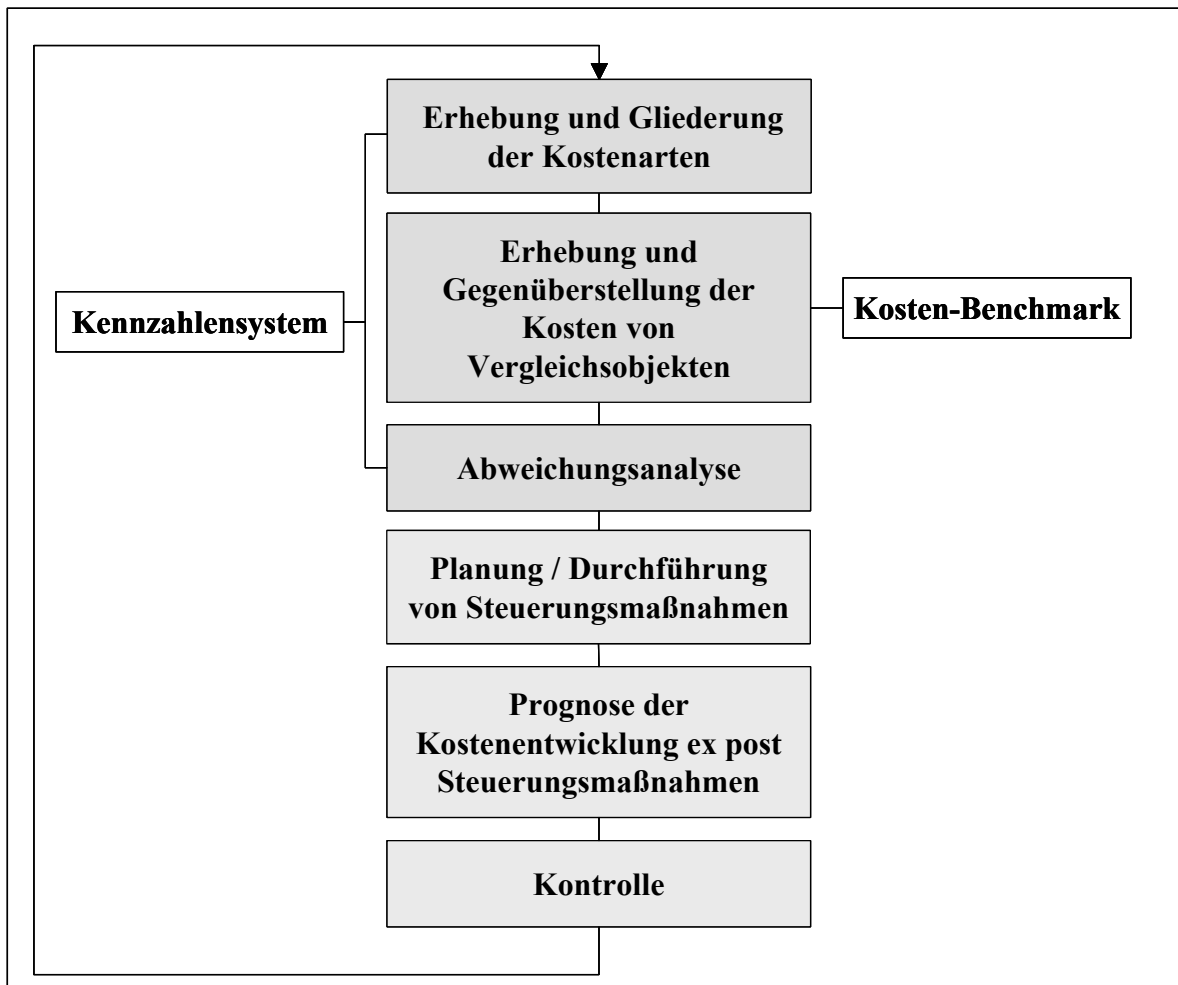 Erhebung und Gliederung
der Kostenarten
Erhebung und
Gegenüberstellung der
Kosten von
Vergleichsobjekten
Kennzahlensystem
Kosten-Benchmark
Abweichungsanalyse
Planung / Durchführung
von Steuerungsmaßnahmen
Prognose der
Kostenentwicklung ex post
Steuerungsmaßnahmen
Kontrolle